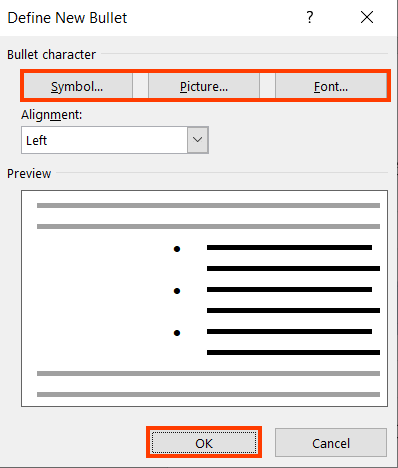 Define New Bullet ? ×
Bullet character
Symbol... Picture... Font...
Alignment:
Left
Preview
OK Cancel